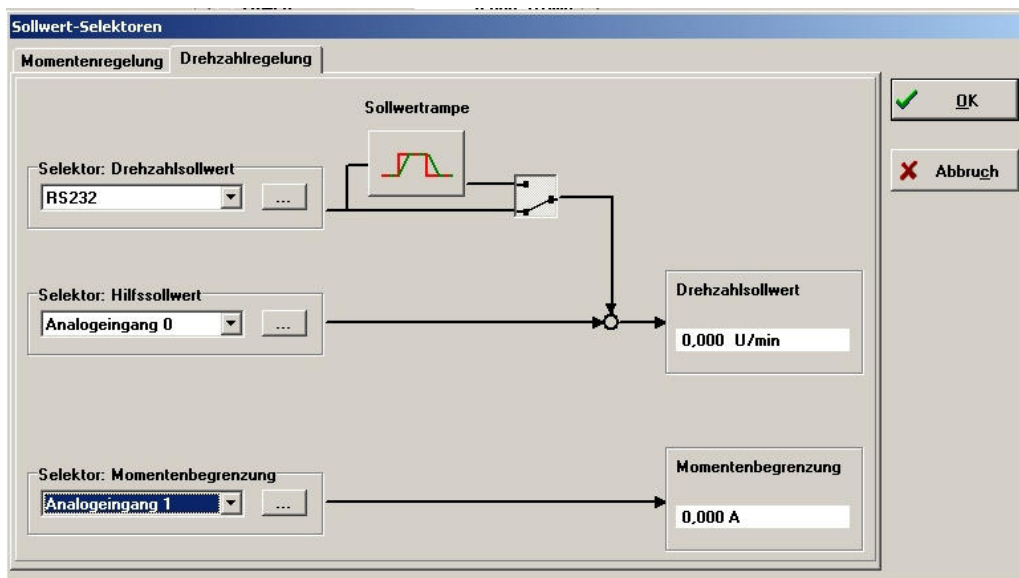 Sollwert-Selektoren
Momentenregelung
Drehzahlregelung
OK
Abbruch
Sollwertrampe
Selektor: Drehzahlsollwert
RS232
...
Selektor: Hilfssollwert
Analogeingang 0
...
Drehzahlsollwert
0,000 U/min
Selektor: Momentenbegrenzung
Analogeingang 1
...
Momentenbegrenzung
0,000 A